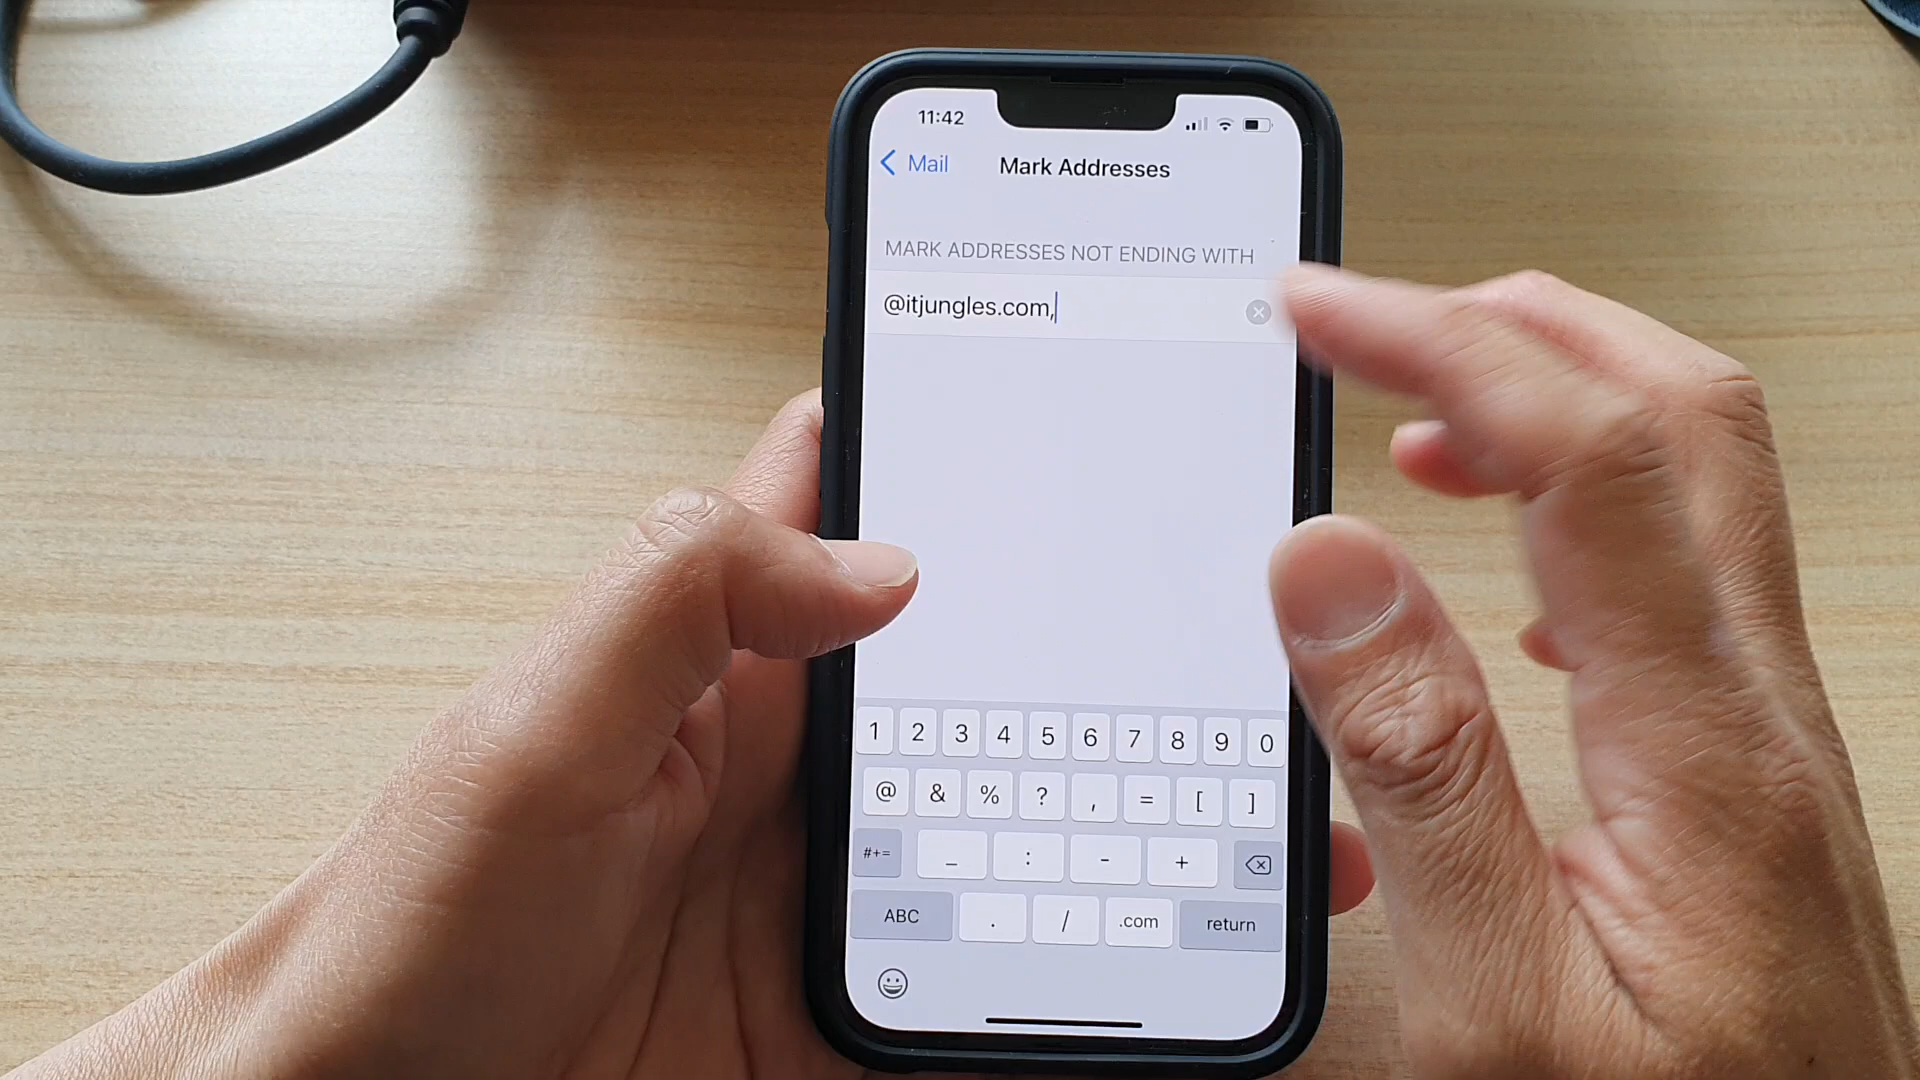 11:42
Mail
Mark Addresses
MARK ADDRESSES NOT ENDING WITH
@itjungles.com,
1 2 3 4 5 6 7 8 9 0
@ & % ? , = [ ]
#+= _ : - +
ABC . / .com return